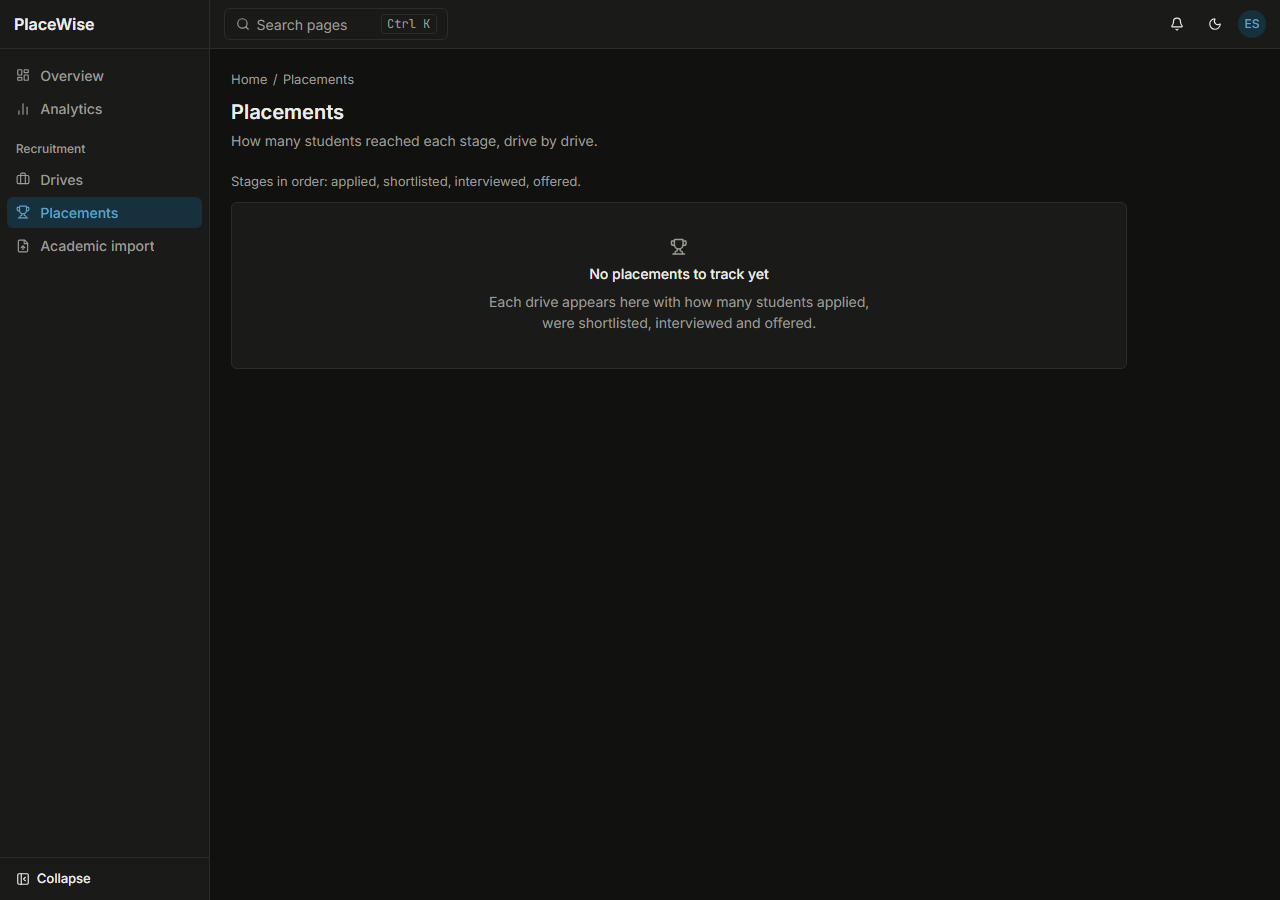 PlaceWise
Search pages
Ctrl K
ES
Overview
Analytics
Recruitment
Drives
Placements
Academic import
Collapse
Home / Placements
Placements
How many students reached each stage, drive by drive.
Stages in order: applied, shortlisted, interviewed, offered.
No placements to track yet
Each drive appears here with how many students applied,
were shortlisted, interviewed and offered.